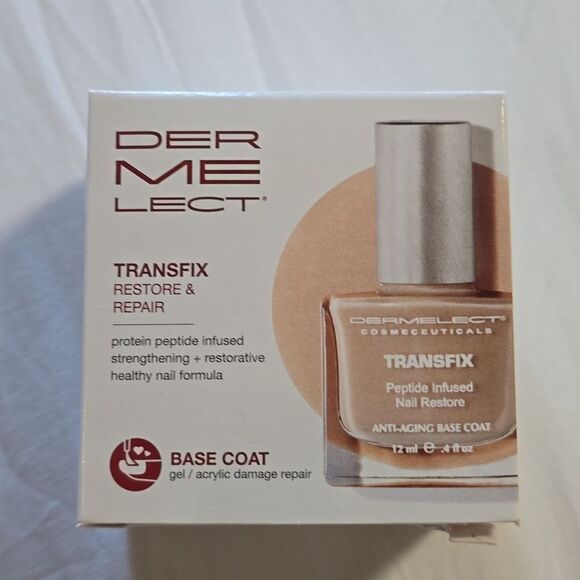 DER
ME
LECT®
TRANSFIX
RESTORE &
REPAIR
protein peptide infused
strengthening + restorative
healthy nail formula
BASE COAT
gel / acrylic damage repair
DERMELECT®
COSMECEUTICALS
TRANSFIX
Peptide Infused
Nail Restore
ANTI-AGING BASE COAT
12 ml ℮ .4 fl oz